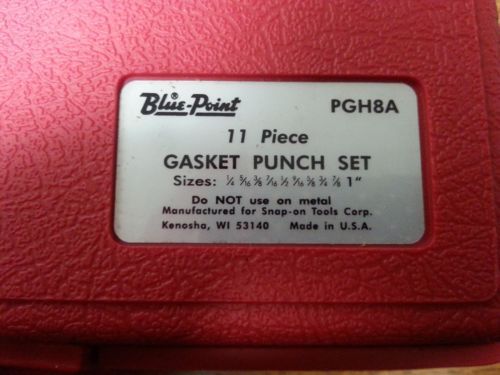 Blue-Point® PGH8A
11 Piece
GASKET PUNCH SET
Sizes: ¼ 5/16 ⅜ 7/16 ½ 9/16 ⅝ ¾ ⅞ 1"
Do NOT use on metal
Manufactured for Snap-on Tools Corp.
Kenosha, WI 53140 Made in U.S.A.